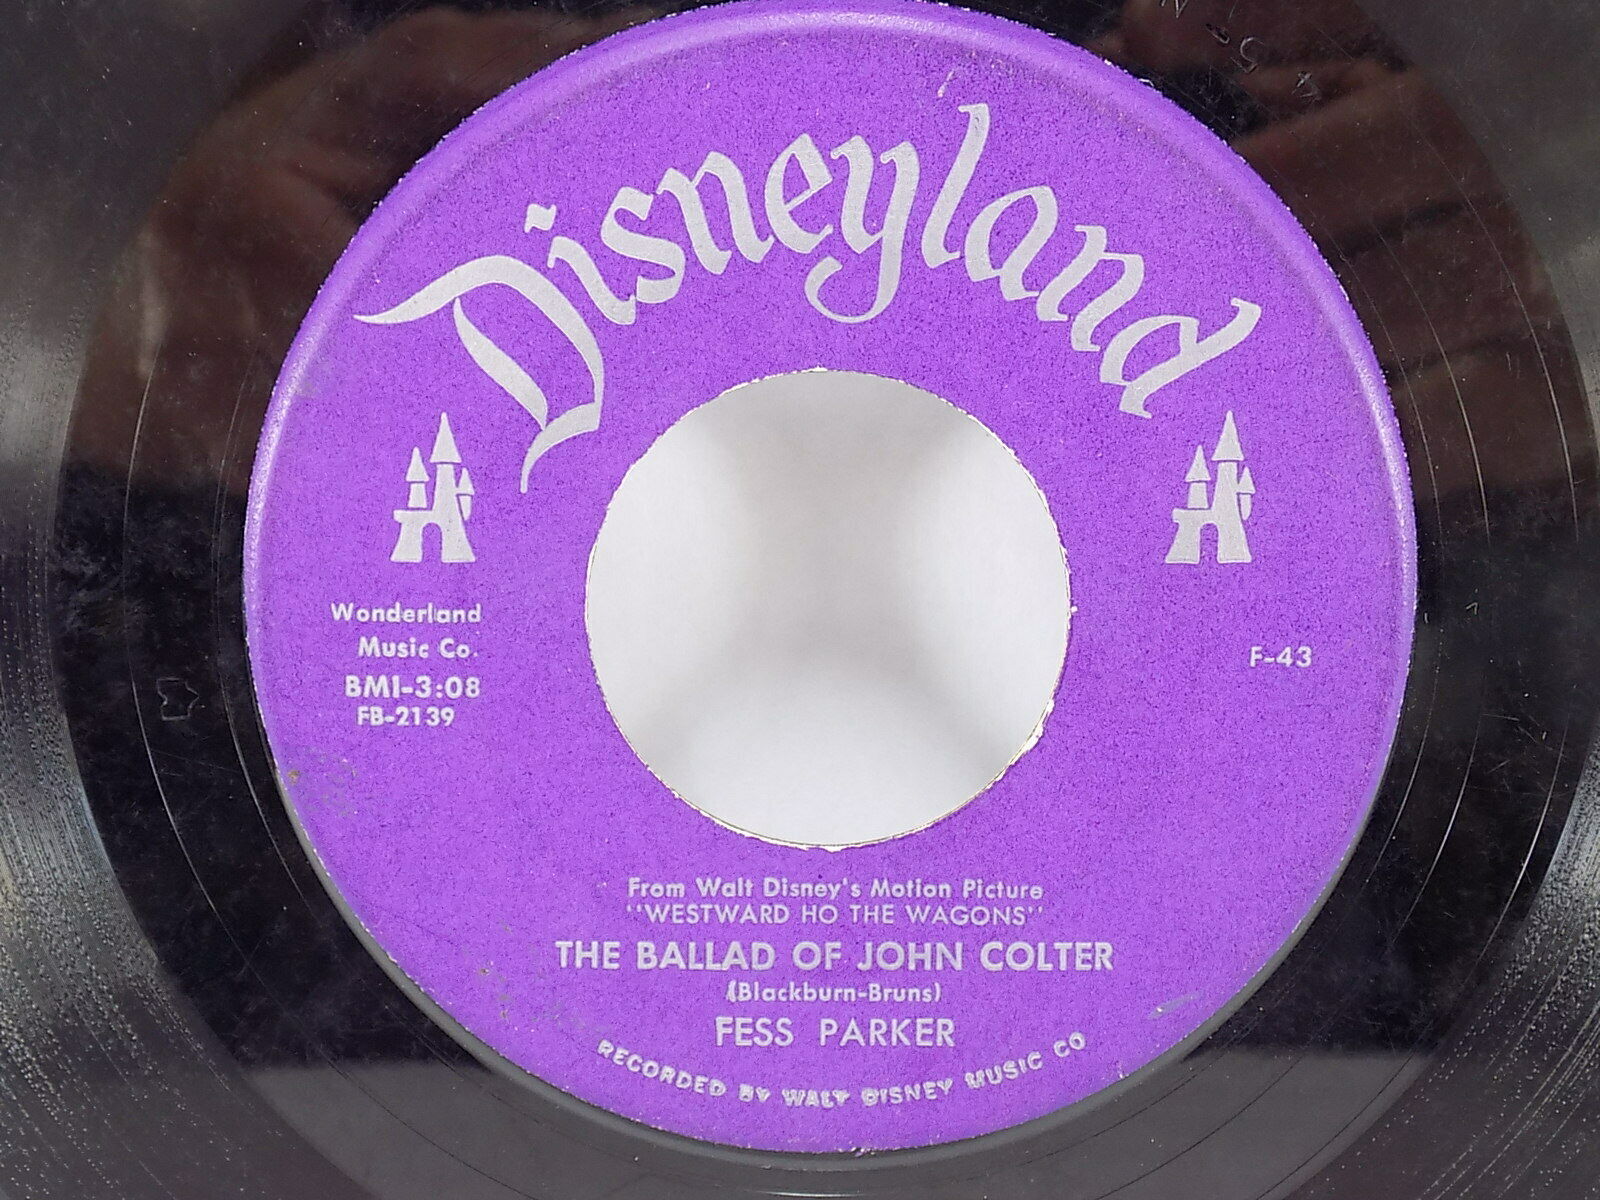 Disneyland
Wonderland
Music Co.
BMI-3:08
FB-2139
F-43
From Walt Disney's Motion Picture
"WESTWARD HO THE WAGONS"
THE BALLAD OF JOHN COLTER
(Blackburn-Bruns)
FESS PARKER
RECORDED BY WALT DISNEY MUSIC CO